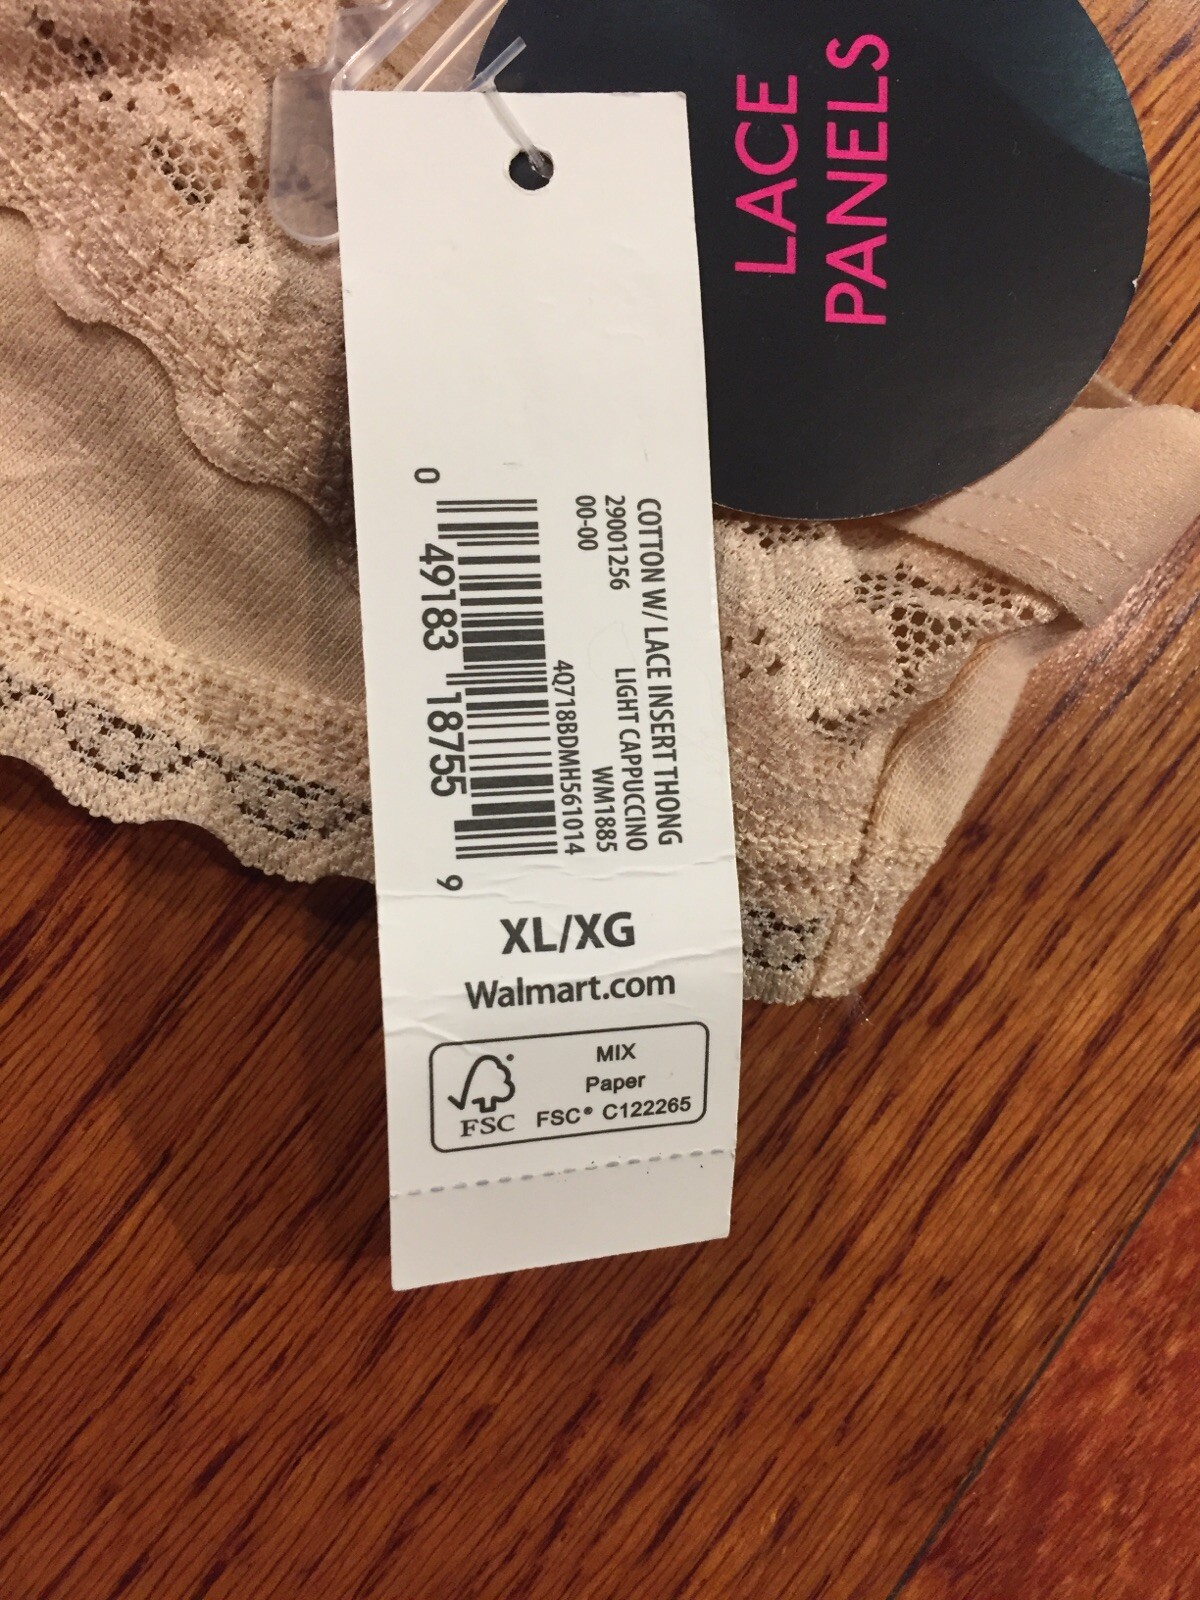 LACE
PANELS
COTTON W/ LACE INSERT THONG
29001256 LIGHT CAPPUCCINO
00-00 WM1885
4Q718BDMH561014
0 49183 18755 9
XL/XG
Walmart.com
FSC
MIX
Paper
FSC® C122265